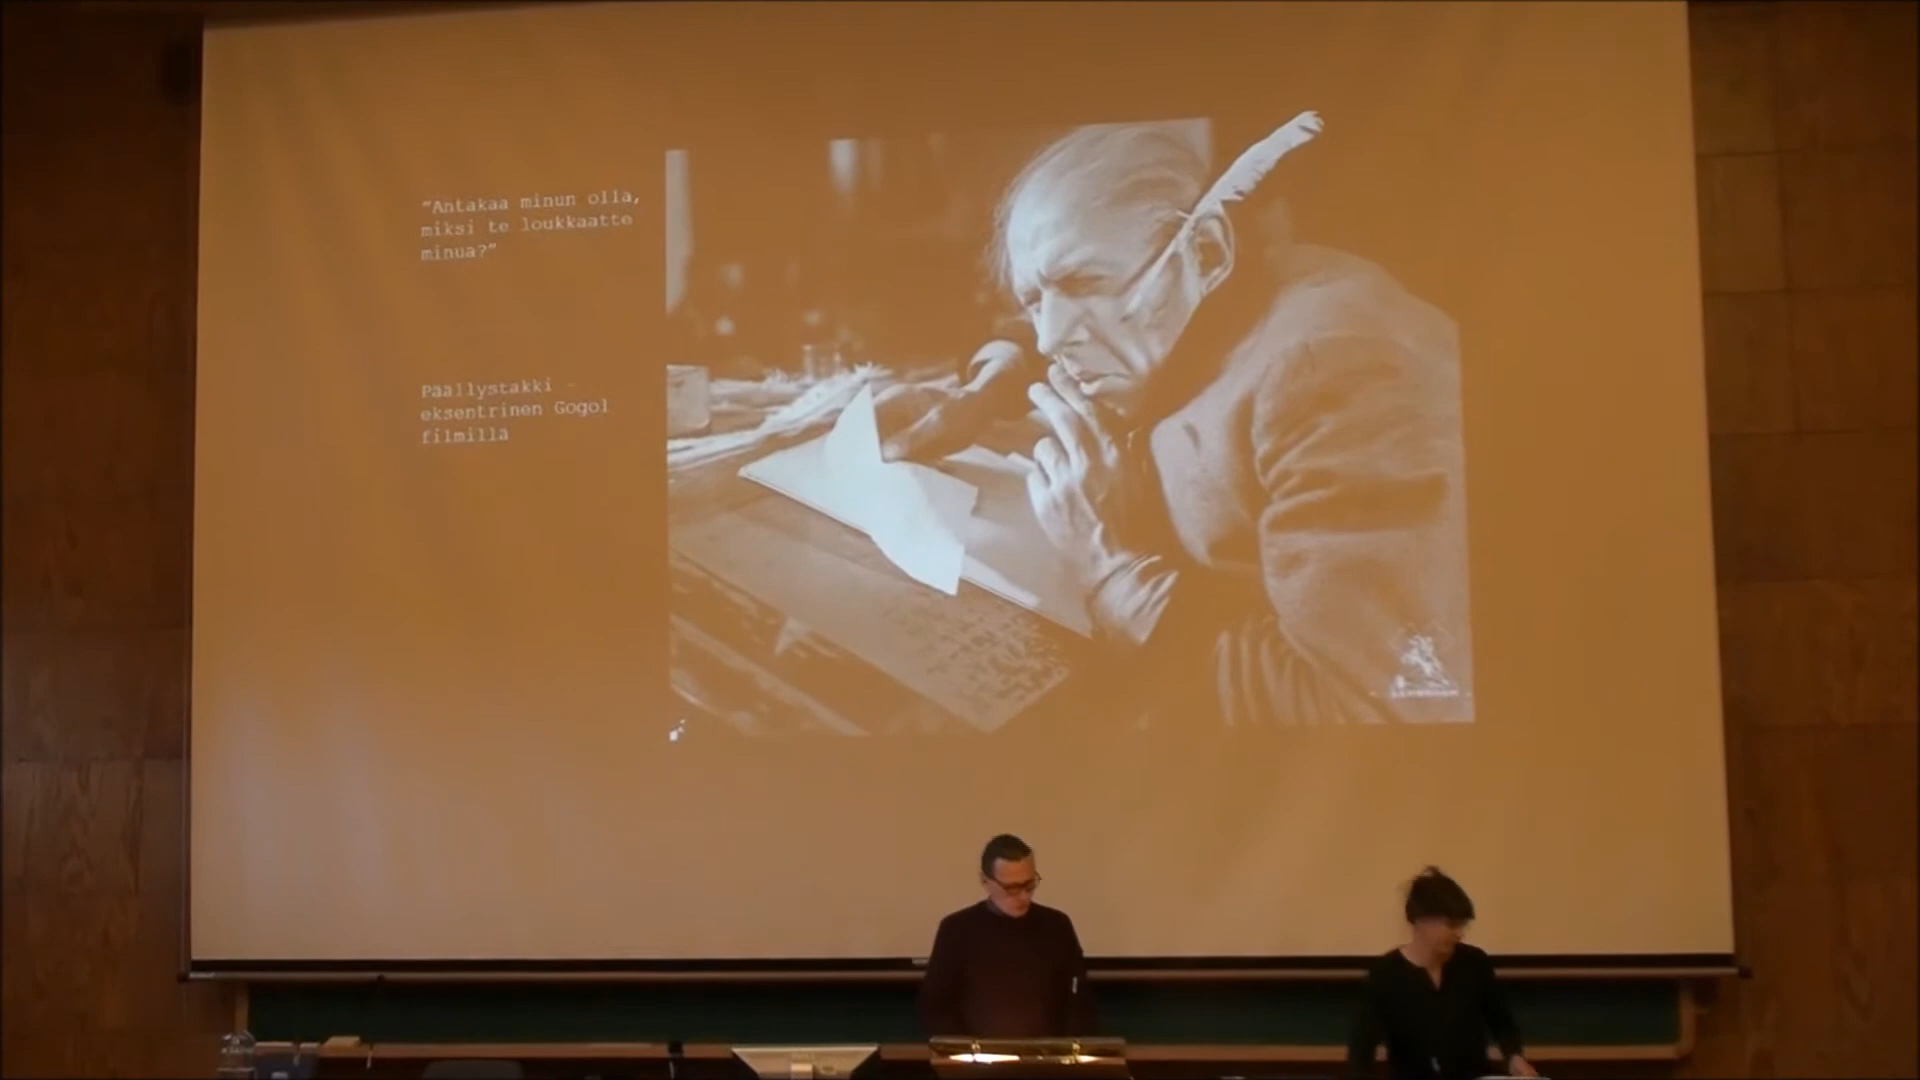 "Antakaa minun olla,
miksi te loukkaatte
minua?"
Päällystakki -
eksentrinen Gogol
filmillä